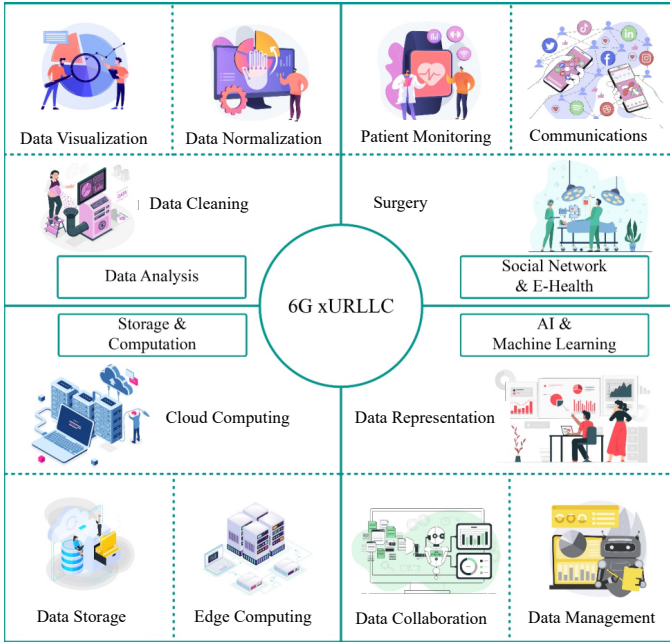 Data Visualization
Data Normalization
Patient Monitoring
Communications
Data Cleaning
Surgery
Data Analysis
Social Network
& E-Health
6G xURLLC
Storage &
Computation
AI &
Machine Learning
Cloud Computing
Data Representation
Data Storage
Edge Computing
Data Collaboration
Data Management